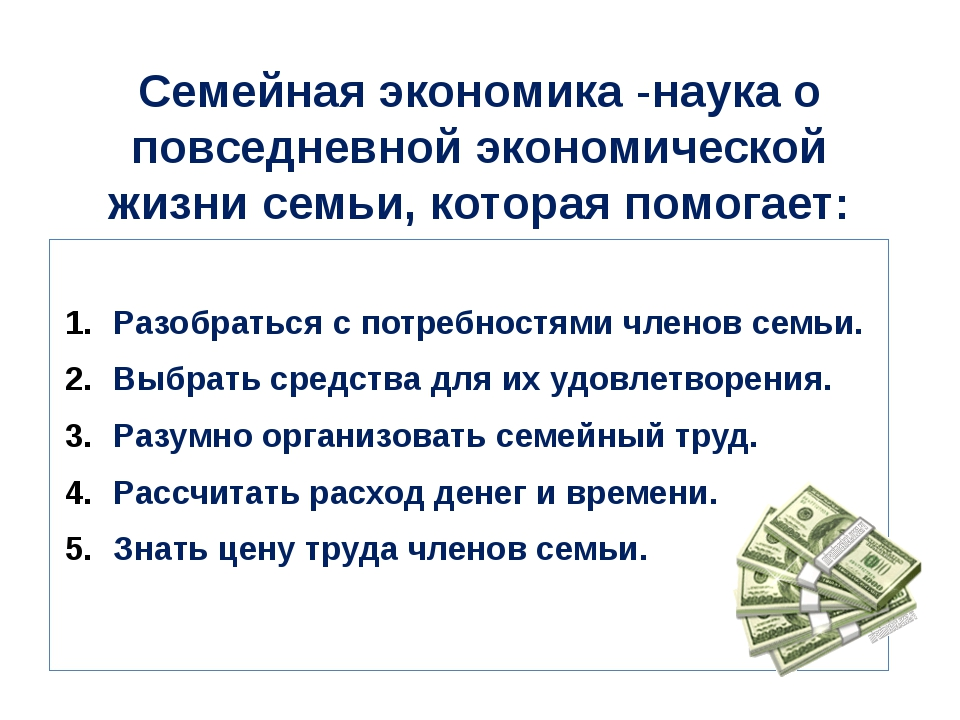 Семейная экономика -наука о
повседневной экономической
жизни семьи, которая помогает:
1. Разобраться с потребностями членов семьи.
2. Выбрать средства для их удовлетворения.
3. Разумно организовать семейный труд.
4. Рассчитать расход денег и времени.
5. Знать цену труда членов семьи.